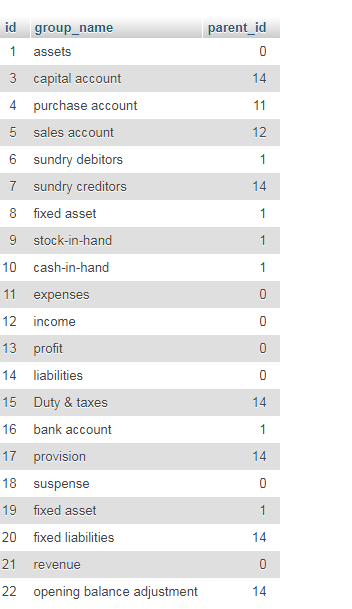 id group_name parent_id
1 assets 0
3 capital account 14
4 purchase account 11
5 sales account 12
6 sundry debitors 1
7 sundry creditors 14
8 fixed asset 1
9 stock-in-hand 1
10 cash-in-hand 1
11 expenses 0
12 income 0
13 profit 0
14 liabilities 0
15 Duty & taxes 14
16 bank account 1
17 provision 14
18 suspense 0
19 fixed asset 1
20 fixed liabilities 14
21 revenue 0
22 opening balance adjustment 14